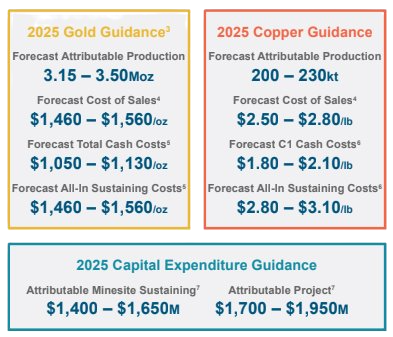 2025 Gold Guidance³
Forecast Attributable Production
3.15 – 3.50Moz
Forecast Cost of Sales⁴
$1,460 – $1,560/oz
Forecast Total Cash Costs⁵
$1,050 – $1,130/oz
Forecast All-In Sustaining Costs⁵
$1,460 – $1,560/oz
2025 Copper Guidance
Forecast Attributable Production
200 – 230kt
Forecast Cost of Sales⁴
$2.50 – $2.80/lb
Forecast C1 Cash Costs⁶
$1.80 – $2.10/lb
Forecast All-In Sustaining Costs⁶
$2.80 – $3.10/lb
2025 Capital Expenditure Guidance
Attributable Minesite Sustaining⁷
$1,400 – $1,650M
Attributable Project⁷
$1,700 – $1,950M